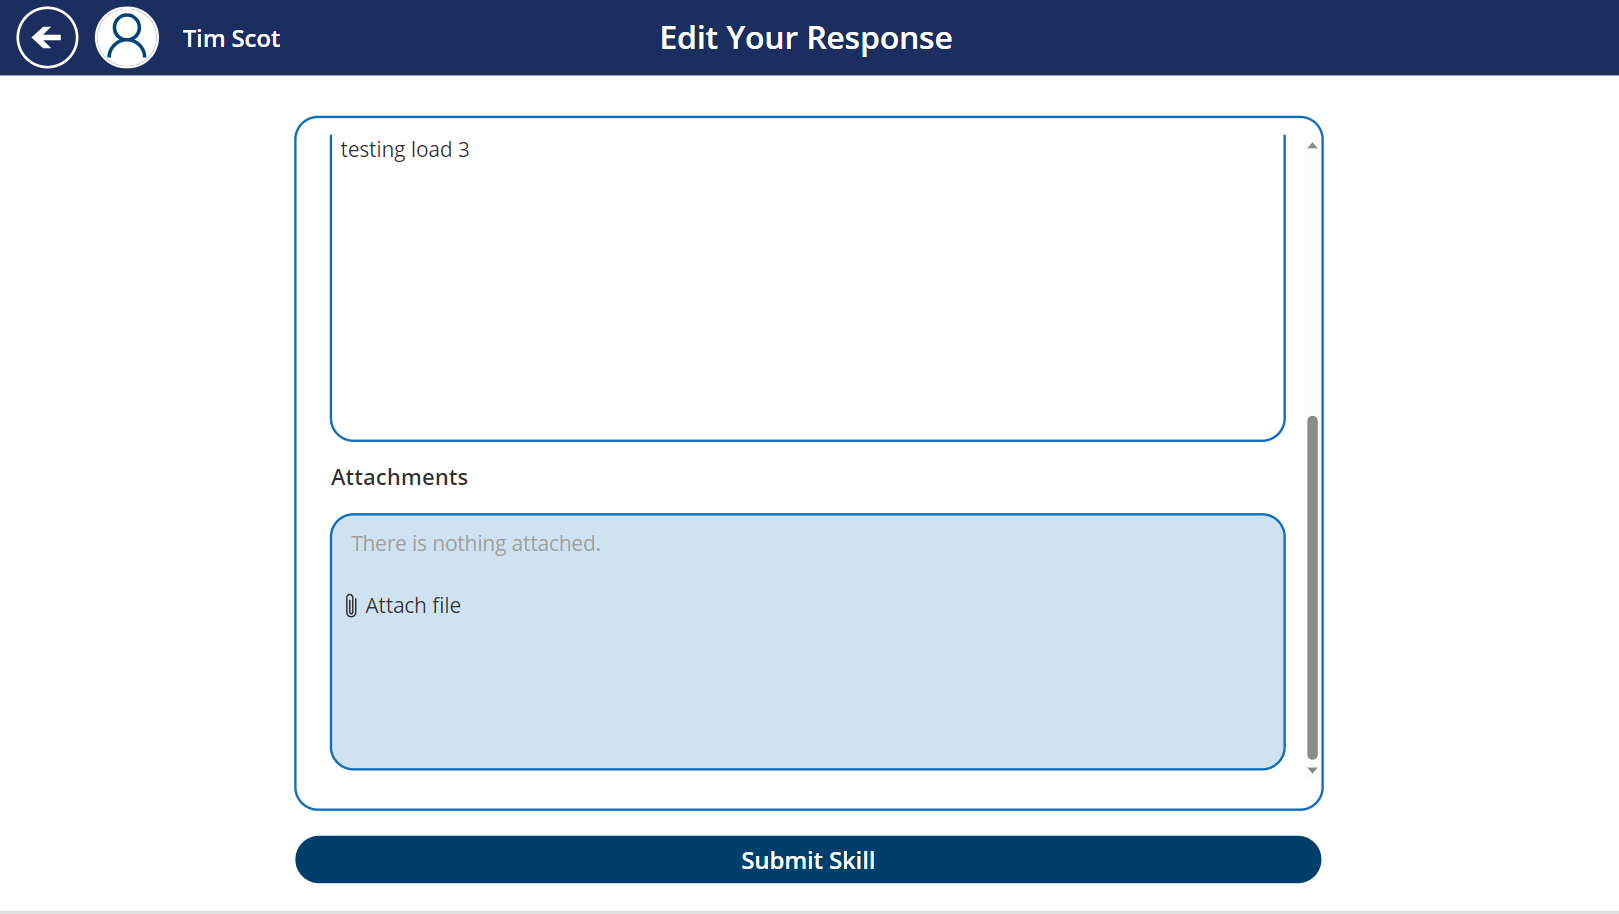 Tim Scot
Edit Your Response
testing load 3
Attachments
There is nothing attached.
Attach file
Submit Skill